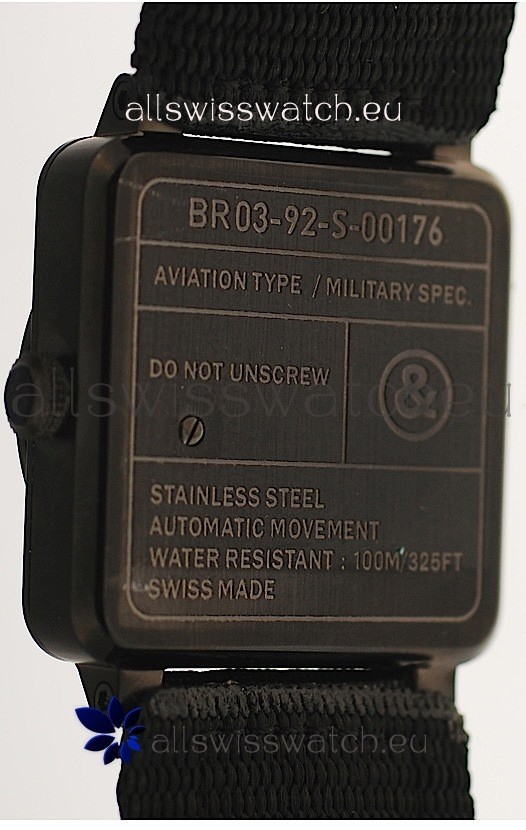 allswisswatch.eu
BR03-92-S-00176
AVIATION TYPE / MILITARY SPEC.
DO NOT UNSCREW
&
allswisswatch.eu
STAINLESS STEEL
AUTOMATIC MOVEMENT
WATER RESISTANT : 100M/325FT
SWISS MADE
allswisswatch.eu